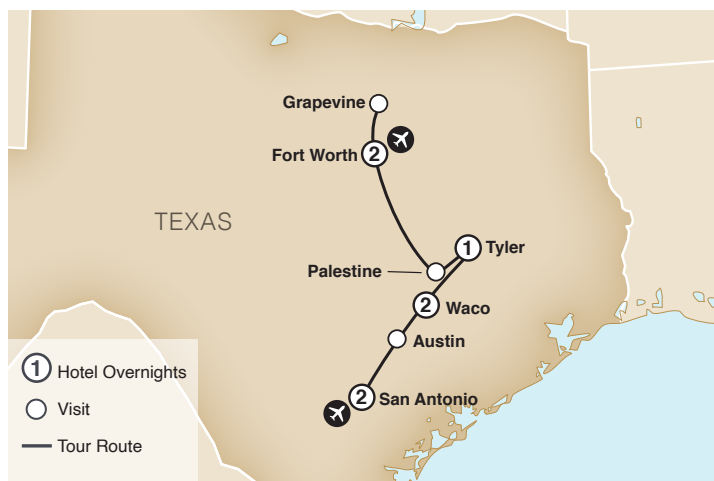 Grapevine
Fort Worth 2
TEXAS
1 Tyler
Palestine
2 Waco
Austin
2 San Antonio
1 Hotel Overnights
Visit
Tour Route